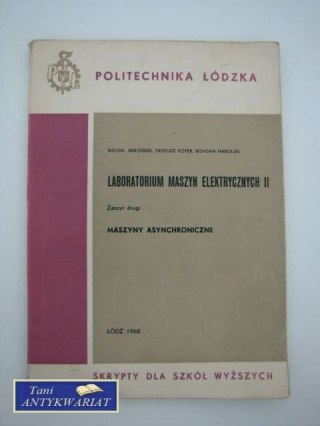 POLITECHNIKA ŁÓDZKA
MICHAŁ JABŁOŃSKI, TADEUSZ KOTER, BOHDAN NAROLSKI
LABORATORIUM MASZYN ELEKTRYCZNYCH II
Zeszyt drugi
MASZYNY ASYNCHRONICZNE
ŁÓDŹ 1968
SKRYPTY DLA SZKÓŁ WYŻSZYCH
Tani
ANTYKWARIAT